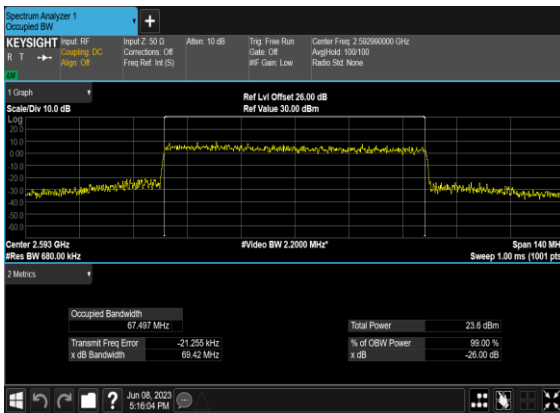 Spectrum Analyzer 1
Occupied BW
KEYSIGHT
R T
LV
Input: RF
Coupling: DC
Align: Off
Input Z: 50 Ω
Corrections: Off
Freq Ref: Int (S)
Atten: 10 dB
Trig: Free Run
Gate: Off
#IF Gain: Low
Center Freq: 2.592990000 GHz
Avg|Hold: 100/100
Radio Std: None
1 Graph
Scale/Div 10.0 dB
Ref Lvl Offset 26.00 dB
Ref Value 30.00 dBm
Log
20.0
10.0
0.00
-10.0
-20.0
-30.0
-40.0
-50.0
-60.0
Center 2.593 GHz
#Res BW 680.00 kHz
#Video BW 2.2000 MHz*
Span 140 MH
Sweep 1.00 ms (1001 pts
2 Metrics
Occupied Bandwidth
67.497 MHz
Transmit Freq Error -21.255 kHz
x dB Bandwidth 69.42 MHz
Total Power 23.6 dBm
% of OBW Power 99.00 %
x dB -26.00 dB
?
Jun 08, 2023
5:16:04 PM